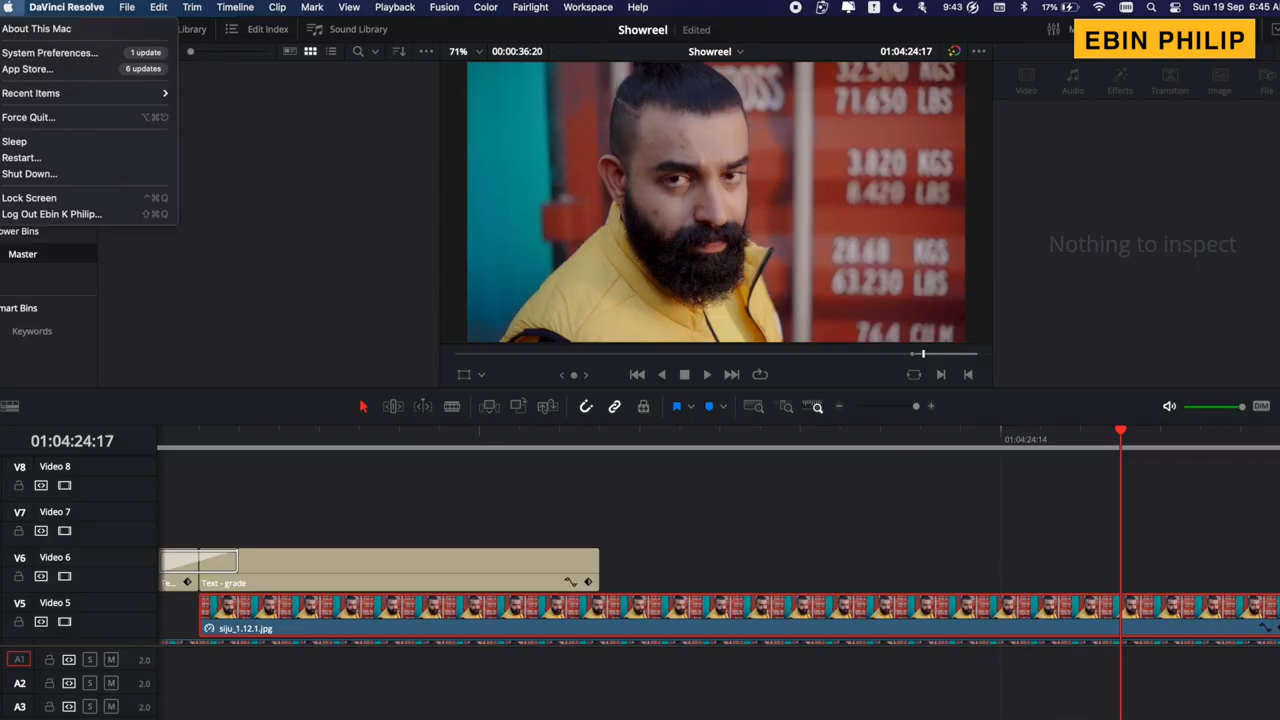 DaVinci Resolve File Edit Trim Timeline Clip Mark View Playback Fusion Color Fairlight Workspace Help 9:43 17% Sun 19 Sep 6:45 A
About This Mac
System Preferences... 1 update
App Store... 6 updates
Recent Items
Force Quit... ⌥⌘⎋
Sleep
Restart...
Shut Down...
Lock Screen ^⌘Q
Log Out Ebin K Philip... ⇧⌘Q
Library Edit Index Sound Library
Showreel Edited
EBIN PHILIP
71% 00:00:36:20 Showreel 01:04:24:17
Video Audio Effects Transition Image File
Nothing to inspect
ower Bins
Master
mart Bins
Keywords
OSS
32.500 KGS
71.650 LBS
3.820 KGS
8.420 LBS
28.68 KGS
63.230 LBS
76.4 CU.M
DIM
01:04:24:17
01:04:24:14
V8 Video 8
V7 Video 7
V6 Video 6
Te... Text - grade
V5 Video 5
siju_1.12.1.jpg
A1 S M 2.0
A2 S M 2.0
A3 S M 2.0